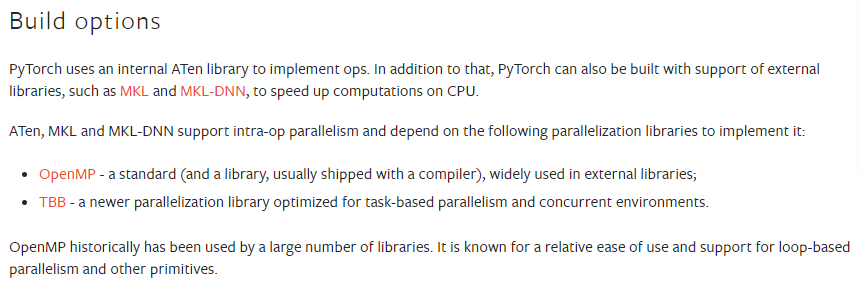 Build options
PyTorch uses an internal ATen library to implement ops. In addition to that, PyTorch can also be built with support of external
libraries, such as MKL and MKL-DNN, to speed up computations on CPU.
ATen, MKL and MKL-DNN support intra-op parallelism and depend on the following parallelization libraries to implement it:
• OpenMP - a standard (and a library, usually shipped with a compiler), widely used in external libraries;
• TBB - a newer parallelization library optimized for task-based parallelism and concurrent environments.
OpenMP historically has been used by a large number of libraries. It is known for a relative ease of use and support for loop-based
parallelism and other primitives.